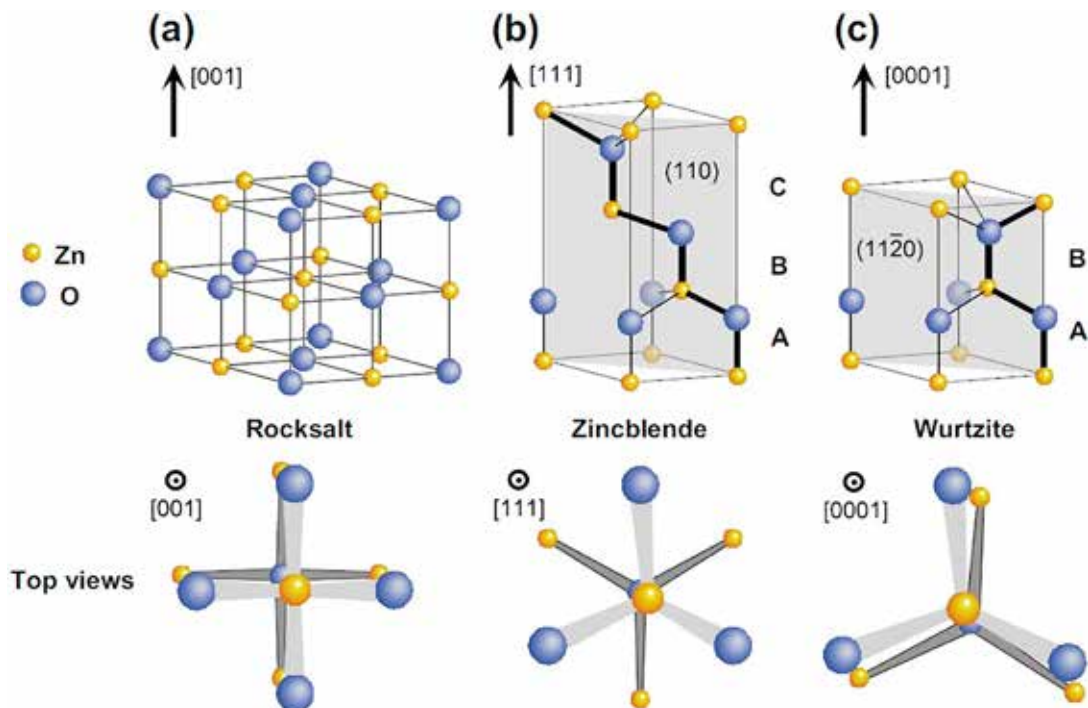 (a)
(b)
(c)
[001]
[111]
[0001]
(110)
C
(112̄0)
B
B
Zn
O
A
A
Rocksalt
Zincblende
Wurtzite
[001]
[111]
[0001]
Top views